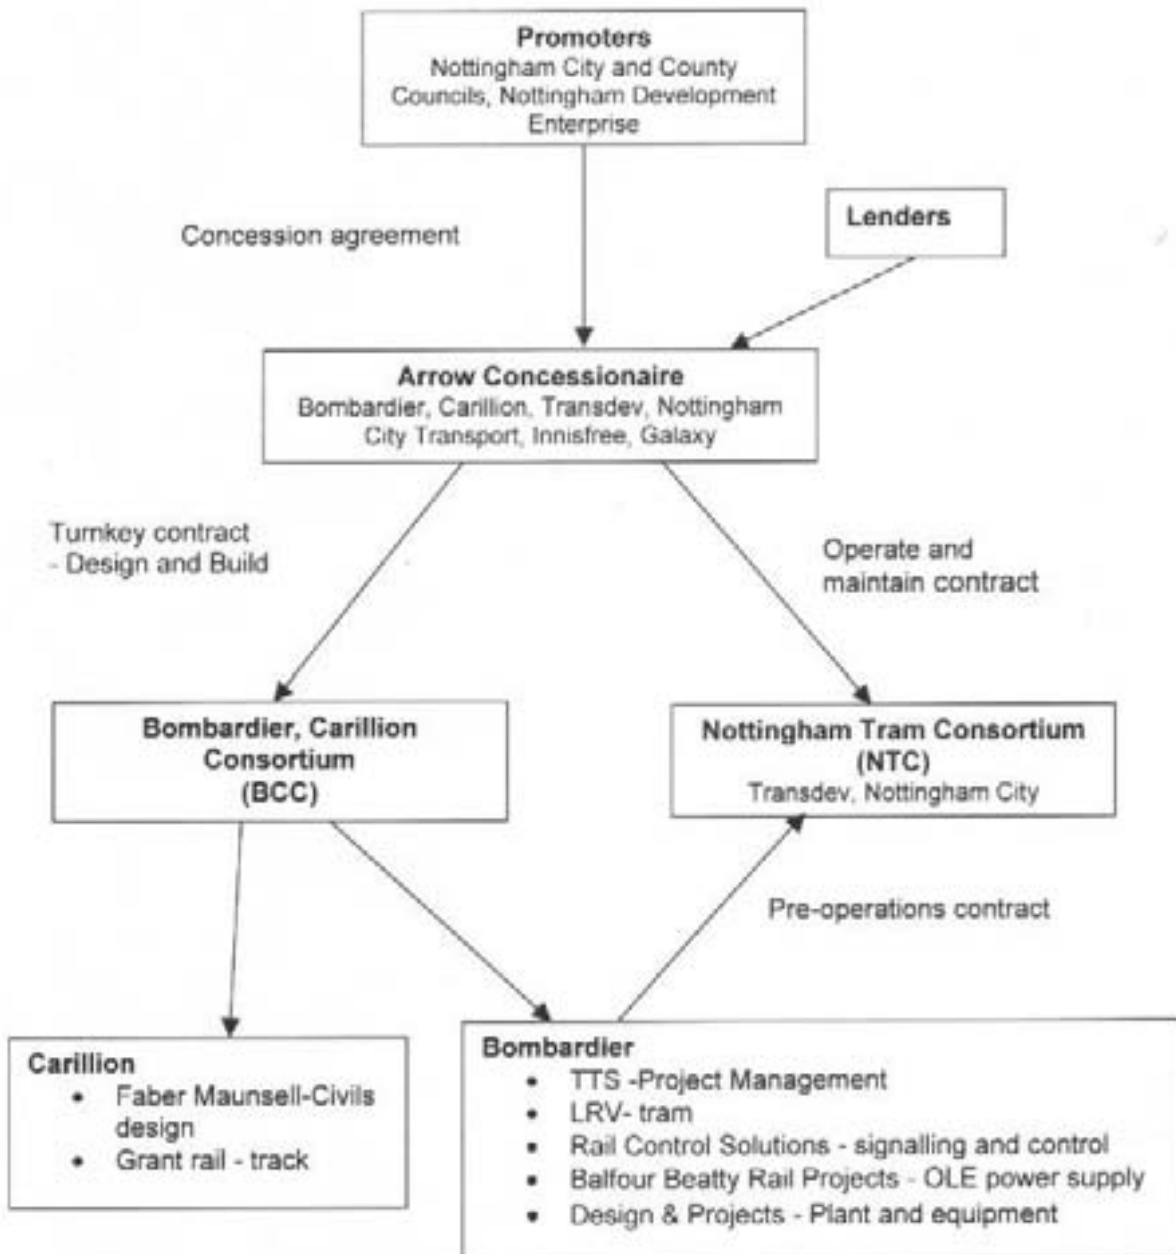 Promoters
Nottingham City and County
Councils, Nottingham Development
Enterprise
Concession agreement
Lenders
Arrow Concessionaire
Bombardier, Carillion, Transdev, Nottingham
City Transport, Innisfree, Galaxy
Turnkey contract
- Design and Build
Operate and
maintain contract
Bombardier, Carillion
Consortium
(BCC)
Nottingham Tram Consortium
(NTC)
Transdev, Nottingham City
Pre-operations contract
Carillion
• Faber Maunsell-Civils
design
• Grant rail - track
Bombardier
• TTS -Project Management
• LRV- tram
• Rail Control Solutions - signalling and control
• Balfour Beatty Rail Projects - OLE power supply
• Design & Projects - Plant and equipment